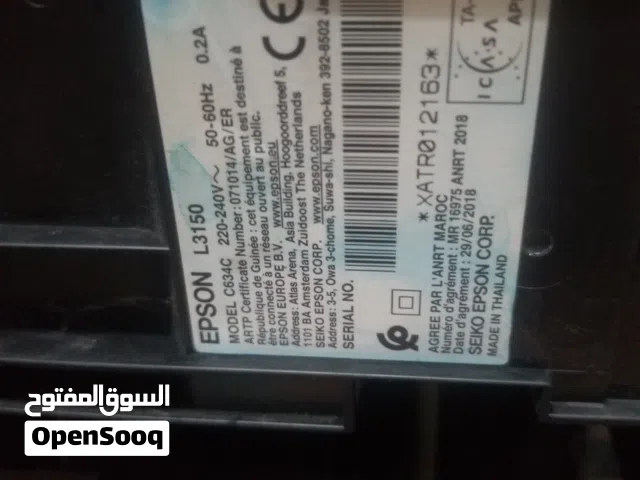 EPSON L3150
MODEL C634C 220-240V~ 50-60Hz 0.2A
ARTP Certificate Number:071014/AG/ER
République de Guinée : cet équipement est destiné à
être connecté à un réseau ouvert au public.
EPSON EUROPE B.V. www.epson.eu
Address: Atlas Arena, Asia Building, Hoogoorddreef 5,
1101 BA Amsterdam Zuidoost The Netherlands
SEIKO EPSON CORP. www.epson.com
Address: 3-5, Owa 3-chome, Suwa-shi, Nagano-ken 392-8502
SERIAL NO.
*XATR012163*
CE
AGREE PAR L'ANRT MAROC
Numéro d'agrément : MR 16975 ANRT 2018
Date d'agrément : 29/06/2018
SEIKO EPSON CORP.
MADE IN THAILAND
ICASA
TA-
AP
السوق المفتوح
OpenSooq